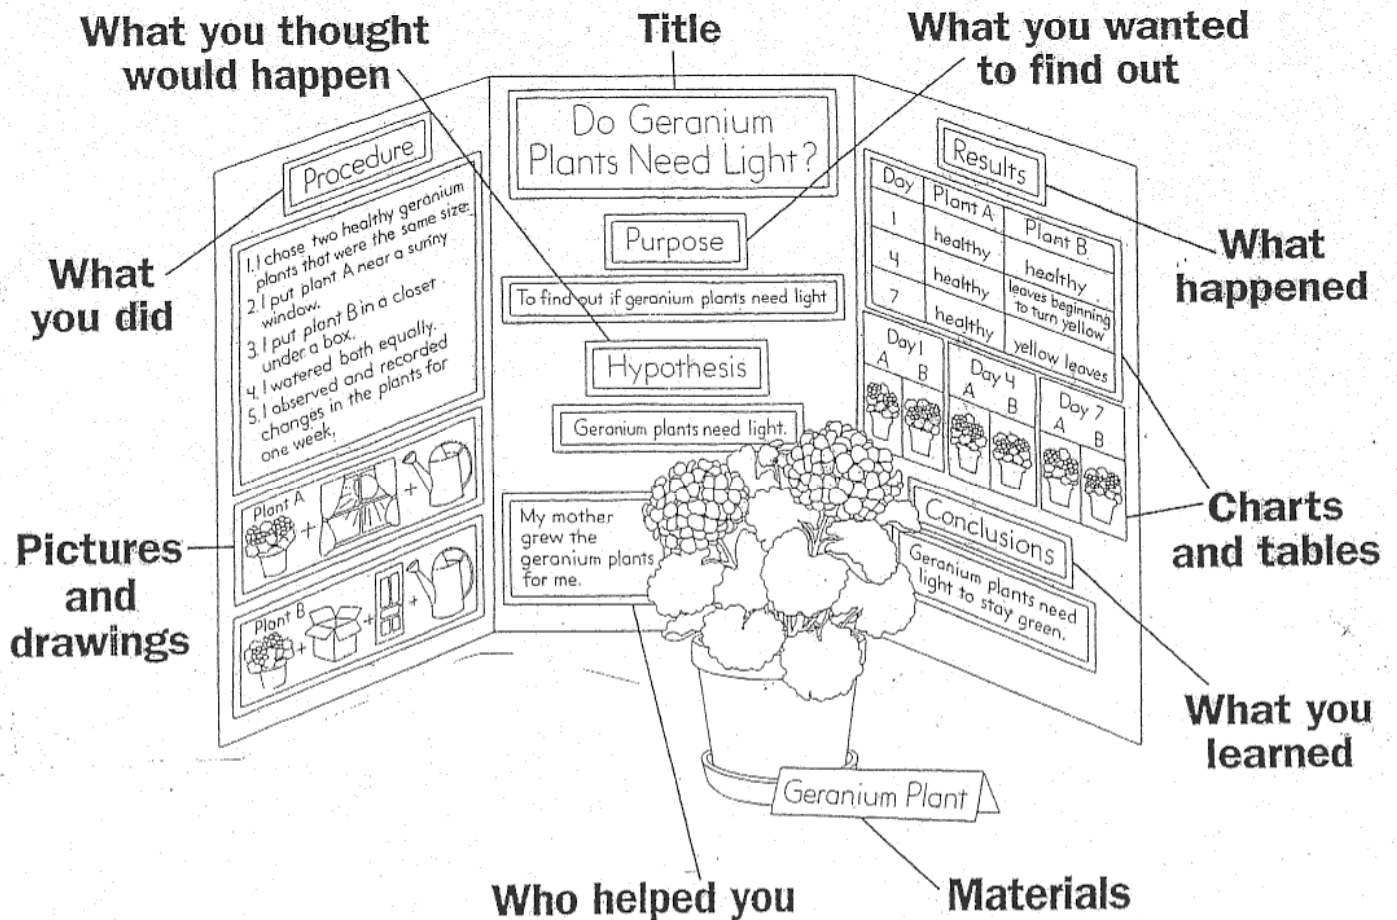 What you thought
would happen
Title
What you wanted
to find out
Procedure
1. I chose two healthy geranium
plants that were the same size.
2. I put plant A near a sunny
window.
3. I put plant B in a closet
under a box.
4. I watered both equally.
5. I observed and recorded
changes in the plants for
one week.
What
you did
Plant A
+
+
Plant B
+
+
+
Pictures
and
drawings
Do Geranium
Plants Need Light?
Purpose
To find out if geranium plants need light
Hypothesis
Geranium plants need light.
My mother
grew the
geranium plants
for me.
Results
Day Plant A Plant B
1 healthy healthy
4 healthy leaves beginning
to turn yellow
7 healthy yellow leaves
Day 1
A B
Day 4
A B
Day 7
A B
What
happened
Charts
and tables
Conclusions
Geranium plants need
light to stay green.
What you
learned
Geranium Plant
Who helped you
Materials